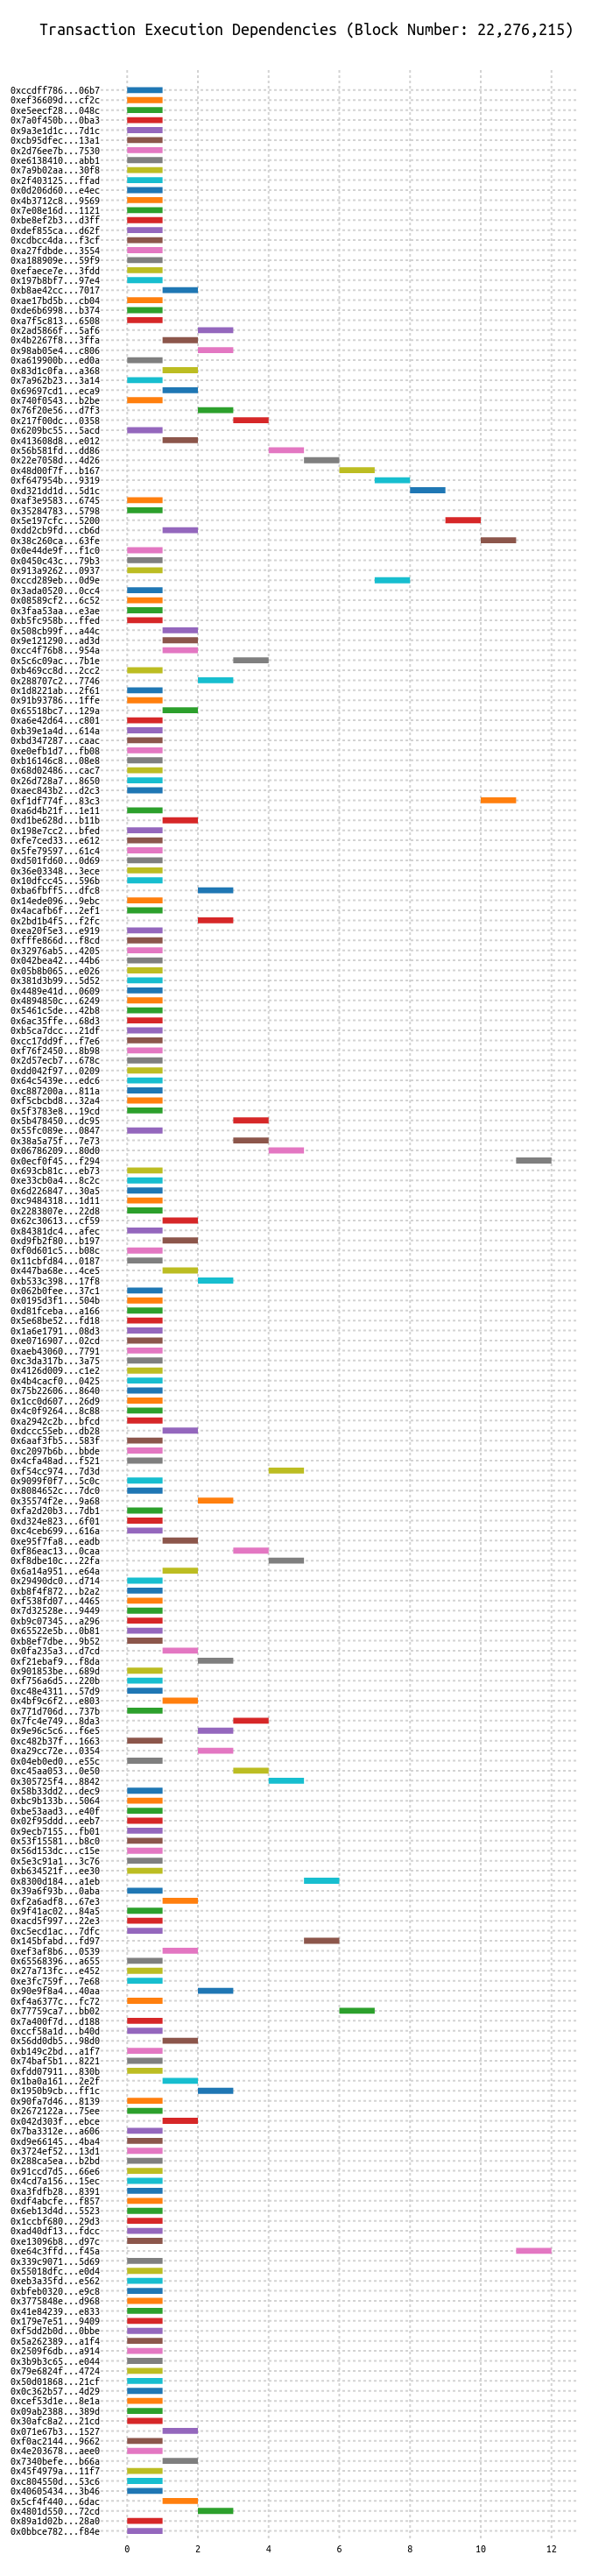 Transaction Execution Dependencies (Block Number: 22,276,215)
0xccdff786...06b7
0xef36609d...cf2c
0xe5eecf28...048c
0x7a0f450b...0ba3
0x9a3e1d1c...7d1c
0xcb95dfec...13a1
0x2d76ee7b...7530
0xe6138410...abb1
0x7a9b02aa...30f8
0x2f403125...ffad
0x0d206d60...e4ec
0x4b3712c8...9569
0x7e08e16d...1121
0xbe8ef2b3...d3ff
0xdef855ca...d62f
0xcdbcc4da...f3cf
0xa27fdbde...3554
0xa188909e...59f9
0xefaece7e...3fdd
0x197b8bf7...97e4
0xb8ae42cc...7017
0xae17bd5b...cb04
0xde6b6998...b374
0xa7f5c813...6508
0x2ad5866f...5af6
0x4b2267f8...3ffa
0x98ab05e4...c806
0xa619900b...ed0a
0x83d1c0fa...a368
0x7a962b23...3a14
0x69697cd1...eca9
0x740f0543...b2be
0x76f20e56...d7f3
0x217f00dc...0358
0x6209bc55...5acd
0x413608d8...e012
0x56b581fd...dd86
0x22e7058d...4d26
0x48d00f7f...b167
0xf647954b...9319
0xd321dd1d...5d1c
0xaf3e9583...6745
0x35284783...5798
0x5e197cfc...5200
0xdd2cb9fd...cb6d
0x38c260ca...63fe
0x0e44de9f...f1c0
0x0450c43c...79b3
0x913a9262...0937
0xccd289eb...0d9e
0x3ada0520...0cc4
0x08589cf2...6c52
0x3faa53aa...e3ae
0xb5fc958b...ffed
0x508cb99f...a44c
0x9e121290...ad3d
0xcc4f76b8...954a
0x5c6c09ac...7b1e
0xb469cc8d...2cc2
0x288707c2...7746
0x1d8221ab...2f61
0x91b93786...1ffe
0x65518bc7...129a
0xa6e42d64...c801
0xb39e1a4d...614a
0xbd347287...caac
0xe0efb1d7...fb08
0xb16146c8...08e8
0x68d02486...cac7
0x26d728a7...8650
0xaec843b2...d2c3
0xf1df774f...83c3
0xa6d4b21f...1e11
0xd1be628d...b11b
0x198e7cc2...bfed
0xfe7ced33...e612
0x5fe79597...61c4
0xd501fd60...0d69
0x36e03348...3ece
0x10dfcc45...596b
0xba6fbff5...dfc8
0x14ede096...9ebc
0x4acafb6f...2ef1
0x2bd1b4f5...f2fc
0xea20f5e3...e919
0xfffe866d...f8cd
0x32976ab5...4205
0x042bea42...44b6
0x05b8b065...e026
0x381d3b99...5d52
0x4489e41d...0609
0x4894850c...6249
0x5461c5de...42b8
0x6ac35ffe...68d3
0xb5ca7dcc...21df
0xcc17dd9f...f7e6
0xf76f2450...8b98
0x2d57ecb7...678c
0xdd042f97...0209
0x64c5439e...edc6
0xc887200a...811a
0xf5cbcbd8...32a4
0x5f3783e8...19cd
0x5b478450...dc95
0x55fc089e...0847
0x38a5a75f...7e73
0x06786209...80d0
0x0ecf0f45...f294
0x693cb81c...eb73
0xe33cb0a4...8c2c
0x6d226847...30a5
0xc9484318...1d11
0x2283807e...22d8
0x62c30613...cf59
0x84381dc4...afec
0xd9fb2f80...b197
0xf0d601c5...b08c
0x11cbfd84...0187
0x447ba68e...4ce5
0xb533c398...17f8
0x062b0fee...37c1
0x0195d3f1...504b
0xd81fceba...a166
0x5e68be52...fd18
0x1a6e1791...08d3
0xe0716907...02cd
0xaeb43060...7791
0xc3da317b...3a75
0x4126d009...c1e2
0x4b4cacf0...0425
0x75b22606...8640
0x1cc0d607...26d9
0x4c0f9264...8c88
0xa2942c2b...bfcd
0xdccc55eb...db28
0x6aaf3fb5...583f
0xc2097b6b...bbde
0x4cfa48ad...f521
0xf54cc974...7d3d
0x9099f0f7...5c0c
0x8084652c...7dc0
0x35574f2e...9a68
0xfa2d20b3...7db1
0xd324e823...6f01
0xc4ceb699...616a
0xe95f7fa8...eadb
0xf86eac13...0caa
0xf8dbe10c...22fa
0x6a14a951...e64a
0x29490dc0...d714
0xb8f4f872...b2a2
0xf538fd07...4465
0x7d32528e...9449
0xb9c07345...a296
0x65522e5b...0b81
0xb8ef7dbe...9b52
0x0fa235a3...d7cd
0xf21ebaf9...f8da
0x901853be...689d
0xf756a6d5...220b
0xc48e4311...57d9
0x4bf9c6f2...e803
0x771d706d...737b
0x7fc4e749...8da3
0x9e96c5c6...f6e5
0xc482b37f...1663
0xa29cc72e...0354
0x04eb0ed0...e55c
0xc45aa053...0e50
0x305725f4...8842
0x58b33dd2...dec9
0xbc9b133b...5064
0xbe53aad3...e40f
0x02f95ddd...eeb7
0x9ecb7155...fb01
0x53f15581...b8c0
0x56d153dc...c15e
0x5e3c91a1...3c76
0xb634521f...ee30
0x8300d184...a1eb
0x39a6f93b...0aba
0xf2a6adf8...67e3
0x9f41ac02...84a5
0xacd5f997...22e3
0xc5ecd1ac...7dfc
0x145bfabd...fd97
0xef3af8b6...0539
0x65568396...a655
0x27a713fc...e452
0xe3fc759f...7e68
0x90e9f8a4...40aa
0xf4a6377c...fc72
0x77759ca7...bb02
0x7a400f7d...d188
0xccf58a1d...b40d
0x56dd0db5...98d0
0xb149c2bd...a1f7
0x74baf5b1...8221
0xfdd07911...830b
0x1ba0a161...2e2f
0x1950b9cb...ff1c
0x90fa7d46...8139
0x2672122a...75ee
0x042d303f...ebce
0x7ba3312e...a606
0xd9e66145...4ba4
0x3724ef52...13d1
0x288ca5ea...b2bd
0x91ccd7d5...66e6
0x4cd7a156...15ec
0xa3fdfb28...8391
0xdf4abcfe...f857
0x6eb13d4d...5523
0x1ccbf680...29d3
0xad40df13...fdcc
0xe13096b8...d97c
0xe64c3ffd...f45a
0x339c9071...5d69
0x55018dfc...e0d4
0xeb3a35fd...e562
0xbfeb0320...e9c8
0x3775848e...d968
0x41e84239...e833
0x179e7e51...9409
0xf5dd2b0d...0bbe
0x5a262389...a1f4
0x2509f6db...a914
0x3b9b3c65...e044
0x79e6824f...4724
0x50d01868...21cf
0x0c362b57...4d29
0xcef53d1e...8e1a
0x09ab2388...389d
0x30afc8a2...21cd
0x071e67b3...1527
0xf0ac2144...9662
0x4e203678...aee0
0x7340befe...b66a
0x45f4979a...11f7
0xc804550d...53c6
0x40605434...3b46
0x5cf4f440...6dac
0x4801d550...72cd
0x89a1d02b...28a0
0x0bbce782...f84e
0 2 4 6 8 10 12